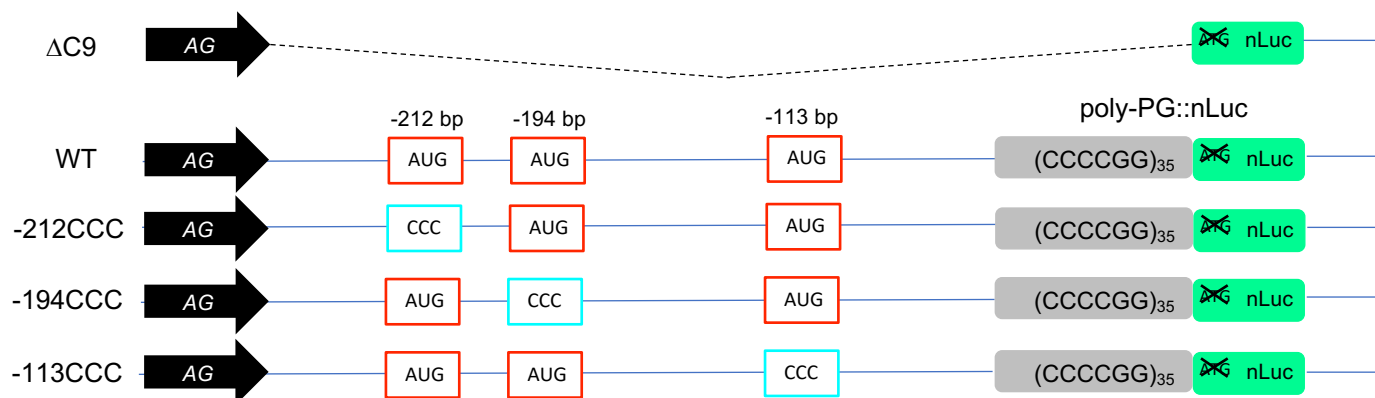 ΔC9 AG ATG nLuc
-212 bp -194 bp -113 bp poly-PG::nLuc
WT AG AUG AUG AUG (CCCCGG)35 ATG nLuc
-212CCC AG CCC AUG AUG (CCCCGG)35 ATG nLuc
-194CCC AG AUG CCC AUG (CCCCGG)35 ATG nLuc
-113CCC AG AUG AUG CCC (CCCCGG)35 ATG nLuc